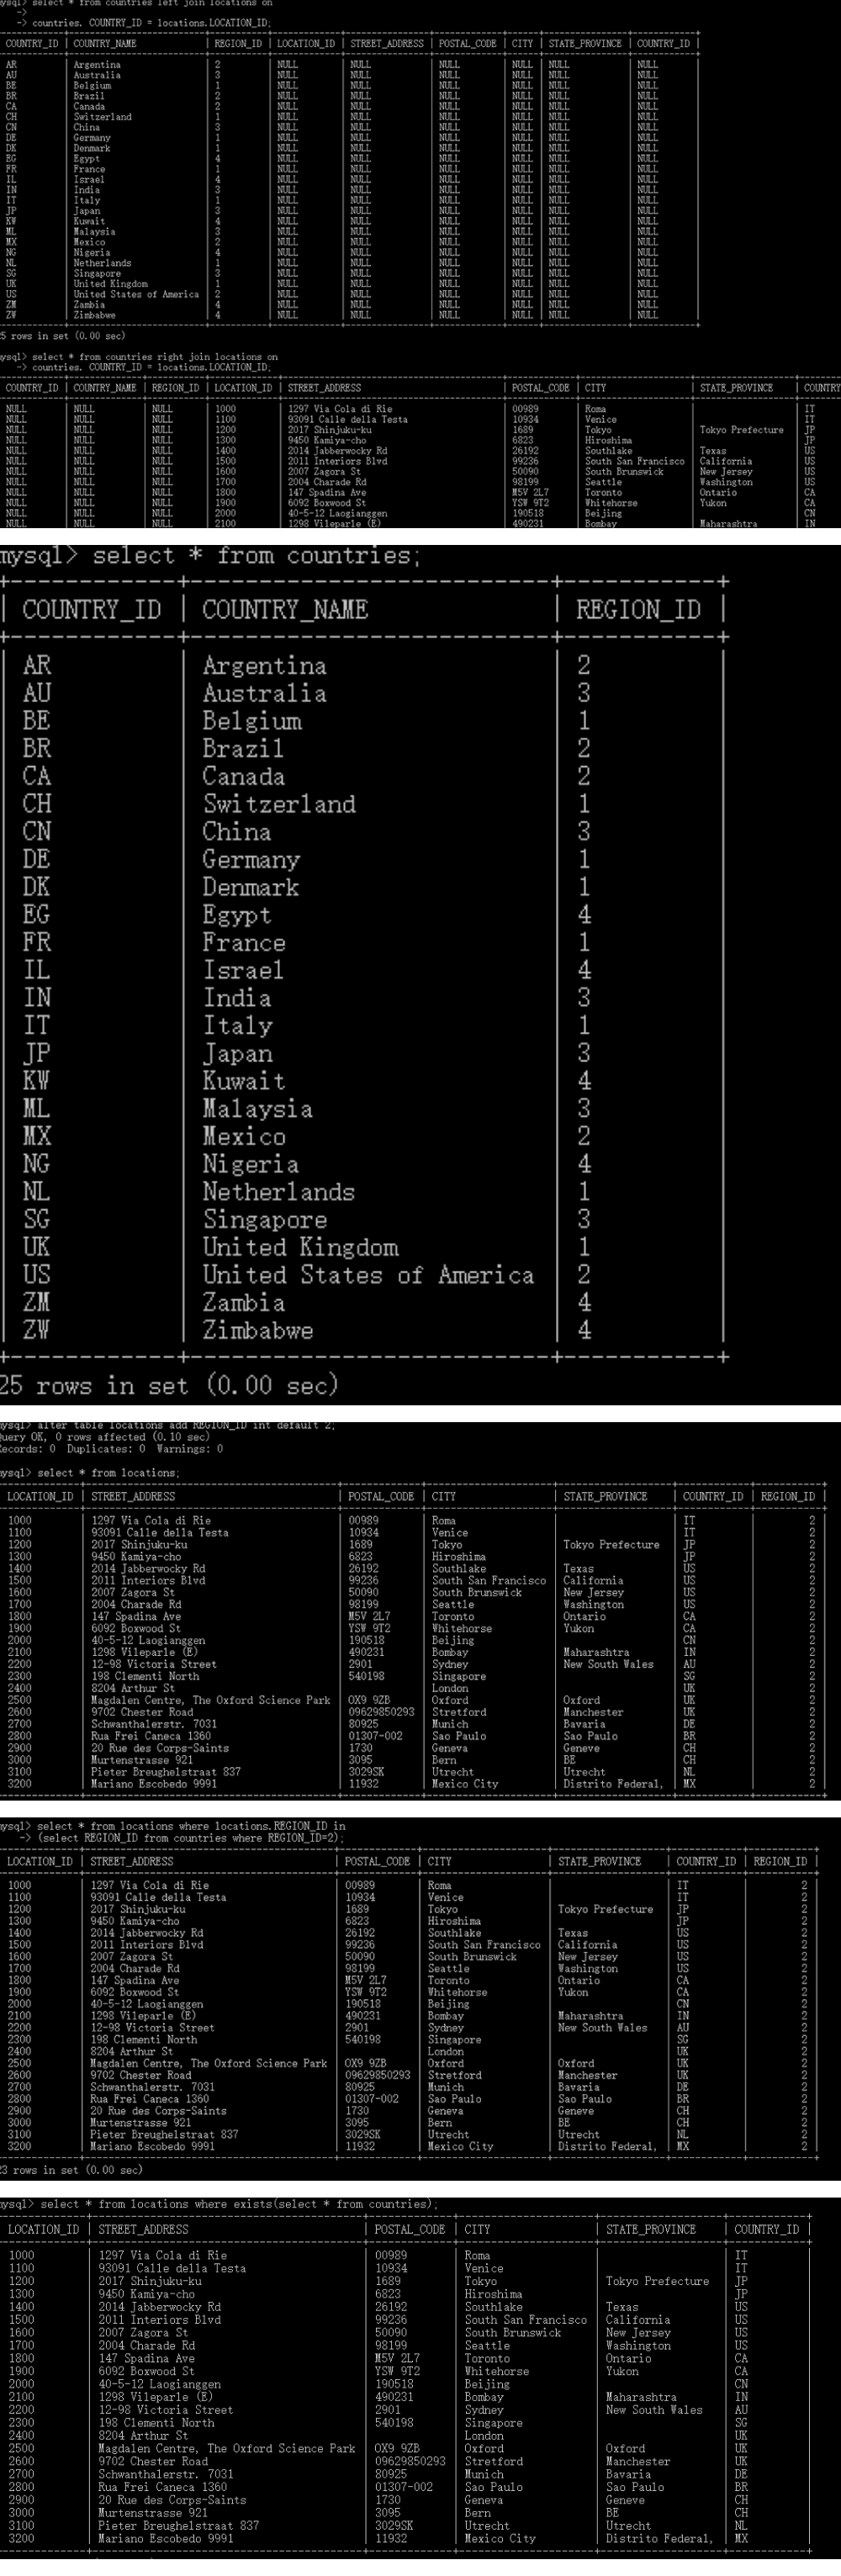 mysql> select * from countries left join locations on
->
-> countries. COUNTRY_ID = locations.LOCATION_ID;
COUNTRY_ID | COUNTRY_NAME | REGION_ID | LOCATION_ID | STREET_ADDRESS | POSTAL_CODE | CITY | STATE_PROVINCE | COUNTRY_ID |
AR | Argentina | 2 | NULL | NULL | NULL | NULL | NULL | NULL |
AU | Australia | 3 | NULL | NULL | NULL | NULL | NULL | NULL |
BE | Belgium | 1 | NULL | NULL | NULL | NULL | NULL | NULL |
BR | Brazil | 2 | NULL | NULL | NULL | NULL | NULL | NULL |
CA | Canada | 2 | NULL | NULL | NULL | NULL | NULL | NULL |
CH | Switzerland | 1 | NULL | NULL | NULL | NULL | NULL | NULL |
CN | China | 3 | NULL | NULL | NULL | NULL | NULL | NULL |
DE | Germany | 1 | NULL | NULL | NULL | NULL | NULL | NULL |
DK | Denmark | 1 | NULL | NULL | NULL | NULL | NULL | NULL |
EG | Egypt | 4 | NULL | NULL | NULL | NULL | NULL | NULL |
FR | France | 1 | NULL | NULL | NULL | NULL | NULL | NULL |
IL | Israel | 4 | NULL | NULL | NULL | NULL | NULL | NULL |
IN | India | 3 | NULL | NULL | NULL | NULL | NULL | NULL |
IT | Italy | 1 | NULL | NULL | NULL | NULL | NULL | NULL |
JP | Japan | 3 | NULL | NULL | NULL | NULL | NULL | NULL |
KW | Kuwait | 4 | NULL | NULL | NULL | NULL | NULL | NULL |
ML | Malaysia | 3 | NULL | NULL | NULL | NULL | NULL | NULL |
MX | Mexico | 2 | NULL | NULL | NULL | NULL | NULL | NULL |
NG | Nigeria | 4 | NULL | NULL | NULL | NULL | NULL | NULL |
NL | Netherlands | 1 | NULL | NULL | NULL | NULL | NULL | NULL |
SG | Singapore | 3 | NULL | NULL | NULL | NULL | NULL | NULL |
UK | United Kingdom | 1 | NULL | NULL | NULL | NULL | NULL | NULL |
US | United States of America | 2 | NULL | NULL | NULL | NULL | NULL | NULL |
ZM | Zambia | 4 | NULL | NULL | NULL | NULL | NULL | NULL |
ZW | Zimbabwe | 4 | NULL | NULL | NULL | NULL | NULL | NULL |
25 rows in set (0.00 sec)
mysql> select * from countries right join locations on
-> countries. COUNTRY_ID = locations.LOCATION_ID;
COUNTRY_ID | COUNTRY_NAME | REGION_ID | LOCATION_ID | STREET_ADDRESS | POSTAL_CODE | CITY | STATE_PROVINCE | COUNTRY
NULL | NULL | NULL | 1000 | 1297 Via Cola di Rie | 00989 | Roma | | IT
NULL | NULL | NULL | 1100 | 93091 Calle della Testa | 10934 | Venice | | IT
NULL | NULL | NULL | 1200 | 2017 Shinjuku-ku | 1689 | Tokyo | Tokyo Prefecture | JP
NULL | NULL | NULL | 1300 | 9450 Kamiya-cho | 6823 | Hiroshima | | JP
NULL | NULL | NULL | 1400 | 2014 Jabberwocky Rd | 26192 | Southlake | Texas | US
NULL | NULL | NULL | 1500 | 2011 Interiors Blvd | 99236 | South San Francisco | California | US
NULL | NULL | NULL | 1600 | 2007 Zagora St | 50090 | South Brunswick | New Jersey | US
NULL | NULL | NULL | 1700 | 2004 Charade Rd | 98199 | Seattle | Washington | US
NULL | NULL | NULL | 1800 | 147 Spadina Ave | M5V 2L7 | Toronto | Ontario | CA
NULL | NULL | NULL | 1900 | 6092 Boxwood St | YSW 9T2 | Whitehorse | Yukon | CA
NULL | NULL | NULL | 2000 | 40-5-12 Laogianggen | 190518 | Beijing | | CN
NULL | NULL | NULL | 2100 | 1298 Vileparle (E) | 490231 | Bombay | Maharashtra | IN
mysql> select * from countries;
| COUNTRY_ID | COUNTRY_NAME | REGION_ID |
| AR | Argentina | 2 |
| AU | Australia | 3 |
| BE | Belgium | 1 |
| BR | Brazil | 2 |
| CA | Canada | 2 |
| CH | Switzerland | 1 |
| CN | China | 3 |
| DE | Germany | 1 |
| DK | Denmark | 1 |
| EG | Egypt | 4 |
| FR | France | 1 |
| IL | Israel | 4 |
| IN | India | 3 |
| IT | Italy | 1 |
| JP | Japan | 3 |
| KW | Kuwait | 4 |
| ML | Malaysia | 3 |
| MX | Mexico | 2 |
| NG | Nigeria | 4 |
| NL | Netherlands | 1 |
| SG | Singapore | 3 |
| UK | United Kingdom | 1 |
| US | United States of America | 2 |
| ZM | Zambia | 4 |
| ZW | Zimbabwe | 4 |
25 rows in set (0.00 sec)
mysql> alter table locations add REGION_ID int default 2;
Query OK, 0 rows affected (0.10 sec)
Records: 0 Duplicates: 0 Warnings: 0
mysql> select * from locations;
LOCATION_ID | STREET_ADDRESS | POSTAL_CODE | CITY | STATE_PROVINCE | COUNTRY_ID | REGION_ID |
1000 | 1297 Via Cola di Rie | 00989 | Roma | | IT | 2 |
1100 | 93091 Calle della Testa | 10934 | Venice | | IT | 2 |
1200 | 2017 Shinjuku-ku | 1689 | Tokyo | Tokyo Prefecture | JP | 2 |
1300 | 9450 Kamiya-cho | 6823 | Hiroshima | | JP | 2 |
1400 | 2014 Jabberwocky Rd | 26192 | Southlake | Texas | US | 2 |
1500 | 2011 Interiors Blvd | 99236 | South San Francisco | California | US | 2 |
1600 | 2007 Zagora St | 50090 | South Brunswick | New Jersey | US | 2 |
1700 | 2004 Charade Rd | 98199 | Seattle | Washington | US | 2 |
1800 | 147 Spadina Ave | M5V 2L7 | Toronto | Ontario | CA | 2 |
1900 | 6092 Boxwood St | YSW 9T2 | Whitehorse | Yukon | CA | 2 |
2000 | 40-5-12 Laogianggen | 190518 | Beijing | | CN | 2 |
2100 | 1298 Vileparle (E) | 490231 | Bombay | Maharashtra | IN | 2 |
2200 | 12-98 Victoria Street | 2901 | Sydney | New South Wales | AU | 2 |
2300 | 198 Clementi North | 540198 | Singapore | | SG | 2 |
2400 | 8204 Arthur St | | London | | UK | 2 |
2500 | Magdalen Centre, The Oxford Science Park | OX9 9ZB | Oxford | Oxford | UK | 2 |
2600 | 9702 Chester Road | 09629850293 | Stretford | Manchester | UK | 2 |
2700 | Schwanthalerstr. 7031 | 80925 | Munich | Bavaria | DE | 2 |
2800 | Rua Frei Caneca 1360 | 01307-002 | Sao Paulo | Sao Paulo | BR | 2 |
2900 | 20 Rue des Corps-Saints | 1730 | Geneva | Geneve | CH | 2 |
3000 | Murtenstrasse 921 | 3095 | Bern | BE | CH | 2 |
3100 | Pieter Breughelstraat 837 | 3029SK | Utrecht | Utrecht | NL | 2 |
3200 | Mariano Escobedo 9991 | 11932 | Mexico City | Distrito Federal, | MX | 2 |
mysql> select * from locations where locations.REGION_ID in
-> (select REGION_ID from countries where REGION_ID=2);
LOCATION_ID | STREET_ADDRESS | POSTAL_CODE | CITY | STATE_PROVINCE | COUNTRY_ID | REGION_ID |
1000 | 1297 Via Cola di Rie | 00989 | Roma | | IT | 2 |
1100 | 93091 Calle della Testa | 10934 | Venice | | IT | 2 |
1200 | 2017 Shinjuku-ku | 1689 | Tokyo | Tokyo Prefecture | JP | 2 |
1300 | 9450 Kamiya-cho | 6823 | Hiroshima | | JP | 2 |
1400 | 2014 Jabberwocky Rd | 26192 | Southlake | Texas | US | 2 |
1500 | 2011 Interiors Blvd | 99236 | South San Francisco | California | US | 2 |
1600 | 2007 Zagora St | 50090 | South Brunswick | New Jersey | US | 2 |
1700 | 2004 Charade Rd | 98199 | Seattle | Washington | US | 2 |
1800 | 147 Spadina Ave | M5V 2L7 | Toronto | Ontario | CA | 2 |
1900 | 6092 Boxwood St | YSW 9T2 | Whitehorse | Yukon | CA | 2 |
2000 | 40-5-12 Laogianggen | 190518 | Beijing | | CN | 2 |
2100 | 1298 Vileparle (E) | 490231 | Bombay | Maharashtra | IN | 2 |
2200 | 12-98 Victoria Street | 2901 | Sydney | New South Wales | AU | 2 |
2300 | 198 Clementi North | 540198 | Singapore | | SG | 2 |
2400 | 8204 Arthur St | | London | | UK | 2 |
2500 | Magdalen Centre, The Oxford Science Park | OX9 9ZB | Oxford | Oxford | UK | 2 |
2600 | 9702 Chester Road | 09629850293 | Stretford | Manchester | UK | 2 |
2700 | Schwanthalerstr. 7031 | 80925 | Munich | Bavaria | DE | 2 |
2800 | Rua Frei Caneca 1360 | 01307-002 | Sao Paulo | Sao Paulo | BR | 2 |
2900 | 20 Rue des Corps-Saints | 1730 | Geneva | Geneve | CH | 2 |
3000 | Murtenstrasse 921 | 3095 | Bern | BE | CH | 2 |
3100 | Pieter Breughelstraat 837 | 3029SK | Utrecht | Utrecht | NL | 2 |
3200 | Mariano Escobedo 9991 | 11932 | Mexico City | Distrito Federal, | MX | 2 |
23 rows in set (0.00 sec)
mysql> select * from locations where exists(select * from countries);
LOCATION_ID | STREET_ADDRESS | POSTAL_CODE | CITY | STATE_PROVINCE | COUNTRY_ID |
1000 | 1297 Via Cola di Rie | 00989 | Roma | | IT |
1100 | 93091 Calle della Testa | 10934 | Venice | | IT |
1200 | 2017 Shinjuku-ku | 1689 | Tokyo | Tokyo Prefecture | JP |
1300 | 9450 Kamiya-cho | 6823 | Hiroshima | | JP |
1400 | 2014 Jabberwocky Rd | 26192 | Southlake | Texas | US |
1500 | 2011 Interiors Blvd | 99236 | South San Francisco | California | US |
1600 | 2007 Zagora St | 50090 | South Brunswick | New Jersey | US |
1700 | 2004 Charade Rd | 98199 | Seattle | Washington | US |
1800 | 147 Spadina Ave | M5V 2L7 | Toronto | Ontario | CA |
1900 | 6092 Boxwood St | YSW 9T2 | Whitehorse | Yukon | CA |
2000 | 40-5-12 Laogianggen | 190518 | Beijing | | CN |
2100 | 1298 Vileparle (E) | 490231 | Bombay | Maharashtra | IN |
2200 | 12-98 Victoria Street | 2901 | Sydney | New South Wales | AU |
2300 | 198 Clementi North | 540198 | Singapore | | SG |
2400 | 8204 Arthur St | | London | | UK |
2500 | Magdalen Centre, The Oxford Science Park | OX9 9ZB | Oxford | Oxford | UK |
2600 | 9702 Chester Road | 09629850293 | Stretford | Manchester | UK |
2700 | Schwanthalerstr. 7031 | 80925 | Munich | Bavaria | DE |
2800 | Rua Frei Caneca 1360 | 01307-002 | Sao Paulo | Sao Paulo | BR |
2900 | 20 Rue des Corps-Saints | 1730 | Geneva | Geneve | CH |
3000 | Murtenstrasse 921 | 3095 | Bern | BE | CH |
3100 | Pieter Breughelstraat 837 | 3029SK | Utrecht | Utrecht | NL |
3200 | Mariano Escobedo 9991 | 11932 | Mexico City | Distrito Federal, | MX |